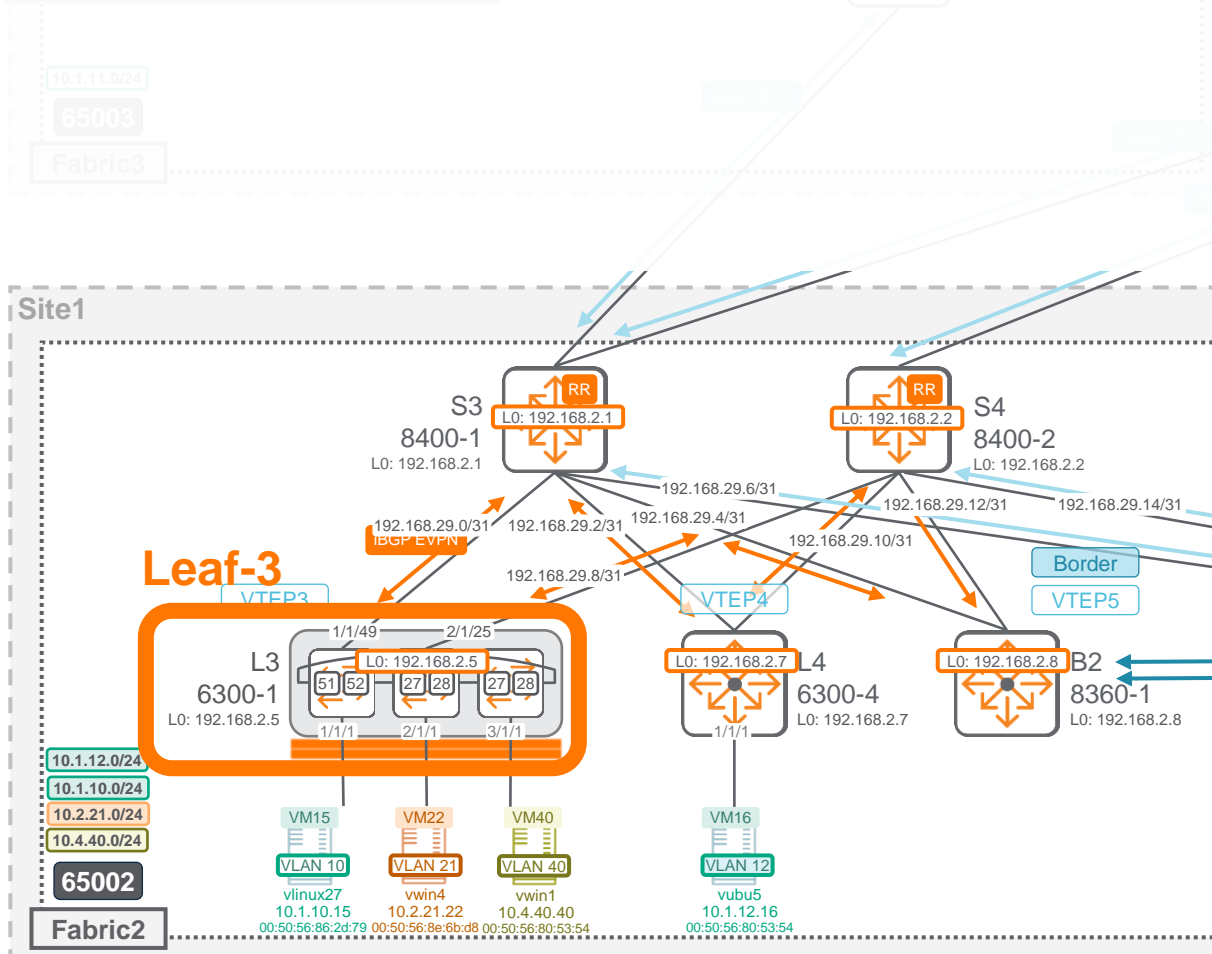 10.1.11.0/24
65003
Fabric3
Site1
RR
L0: 192.168.2.1
S3
8400-1
L0: 192.168.2.1
RR
L0: 192.168.2.2
S4
8400-2
L0: 192.168.2.2
192.168.29.6/31
192.168.29.12/31
192.168.29.14/31
192.168.29.0/31
192.168.29.2/31
192.168.29.4/31
192.168.29.10/31
IBGP EVPN
192.168.29.8/31
Leaf-3
VTEP3
VTEP4
Border
VTEP5
1/1/49
2/1/25
L3
6300-1
L0: 192.168.2.5
L0: 192.168.2.5
51
52
27
28
27
28
1/1/1
2/1/1
3/1/1
L0: 192.168.2.7
L4
6300-4
L0: 192.168.2.7
1/1/1
L0: 192.168.2.8
B2
8360-1
L0: 192.168.2.8
10.1.12.0/24
10.1.10.0/24
10.2.21.0/24
10.4.40.0/24
65002
Fabric2
VM15
VLAN 10
vlinux27
10.1.10.15
00:50:56:86:2d:79
VM22
VLAN 21
vwin4
10.2.21.22
00:50:56:8e:6b:d8
VM40
VLAN 40
vwin1
10.4.40.40
00:50:56:80:53:54
VM16
VLAN 12
vubu5
10.1.12.16
00:50:56:80:53:54